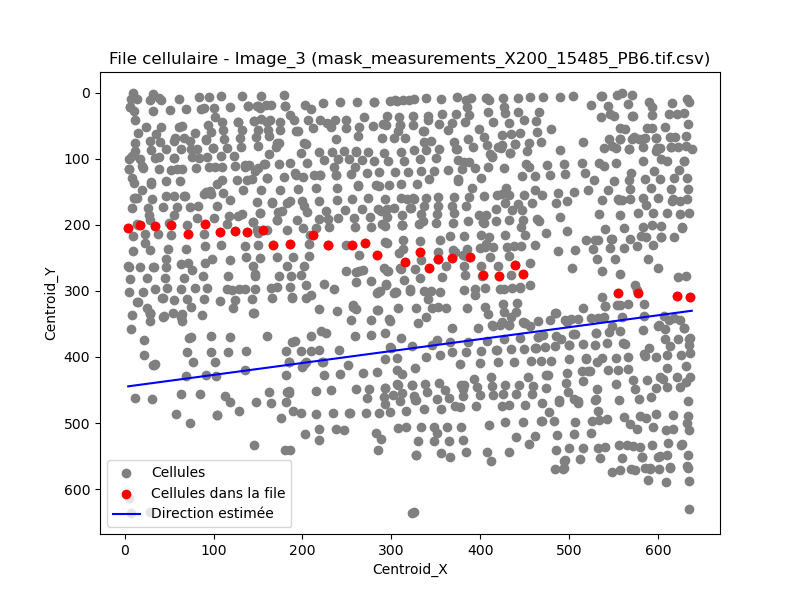 File cellulaire - Image_3 (mask_measurements_X200_15485_PB6.tif.csv)
Centroid_Y
0
100
200
300
400
500
600
Cellules
Cellules dans la file
Direction estimée
0 100 200 300 400 500 600
Centroid_X